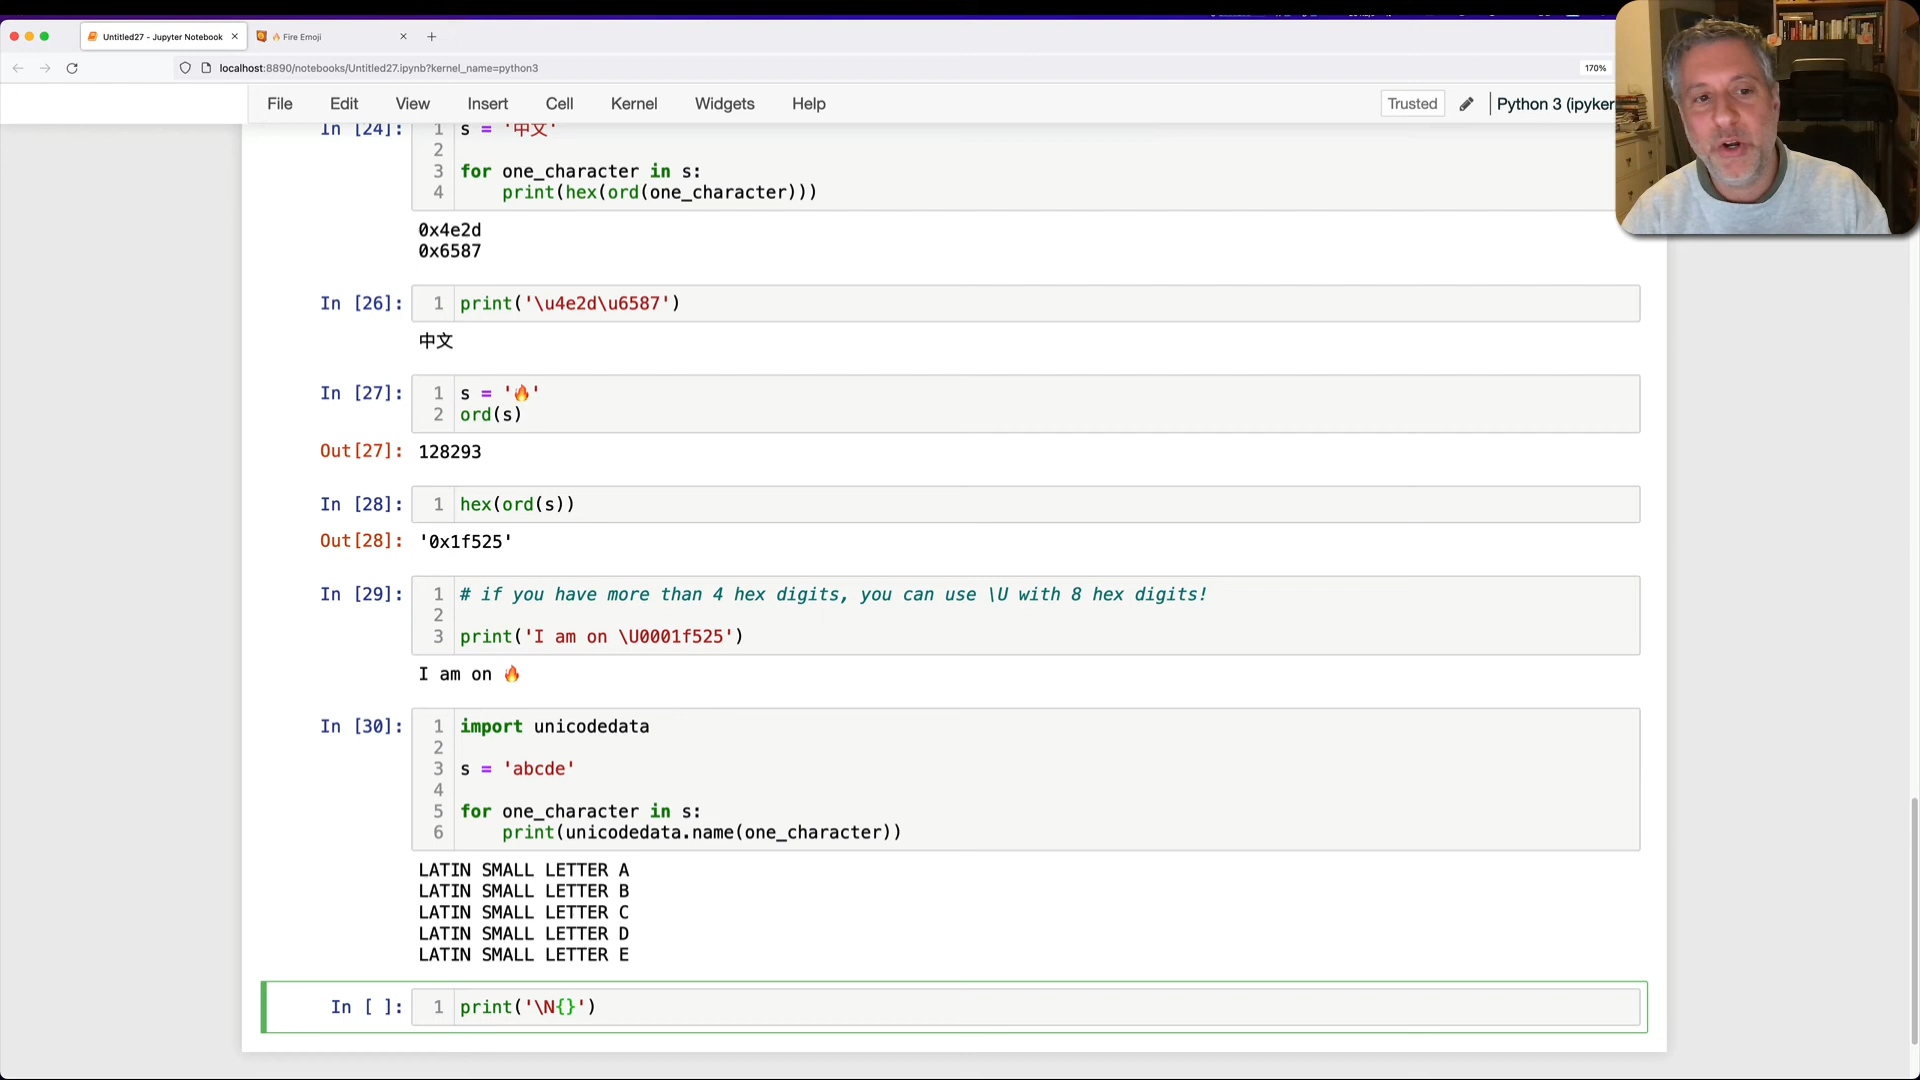 Untitled27 - Jupyter Notebook
🔥 Fire Emoji
localhost:8890/notebooks/Untitled27.ipynb?kernel_name=python3
170%
File Edit View Insert Cell Kernel Widgets Help
Trusted
Python 3 (ipyker
In [24]: 1 s = '中文'
2
3 for one_character in s:
4 print(hex(ord(one_character)))
0x4e2d
0x6587
In [26]: 1 print('\u4e2d\u6587')
中文
In [27]: 1 s = '🔥'
2 ord(s)
Out[27]: 128293
In [28]: 1 hex(ord(s))
Out[28]: '0x1f525'
In [29]: 1 # if you have more than 4 hex digits, you can use \U with 8 hex digits!
2
3 print('I am on \U0001f525')
I am on 🔥
In [30]: 1 import unicodedata
2
3 s = 'abcde'
4
5 for one_character in s:
6 print(unicodedata.name(one_character))
LATIN SMALL LETTER A
LATIN SMALL LETTER B
LATIN SMALL LETTER C
LATIN SMALL LETTER D
LATIN SMALL LETTER E
In [ ]: 1 print('\N{}')